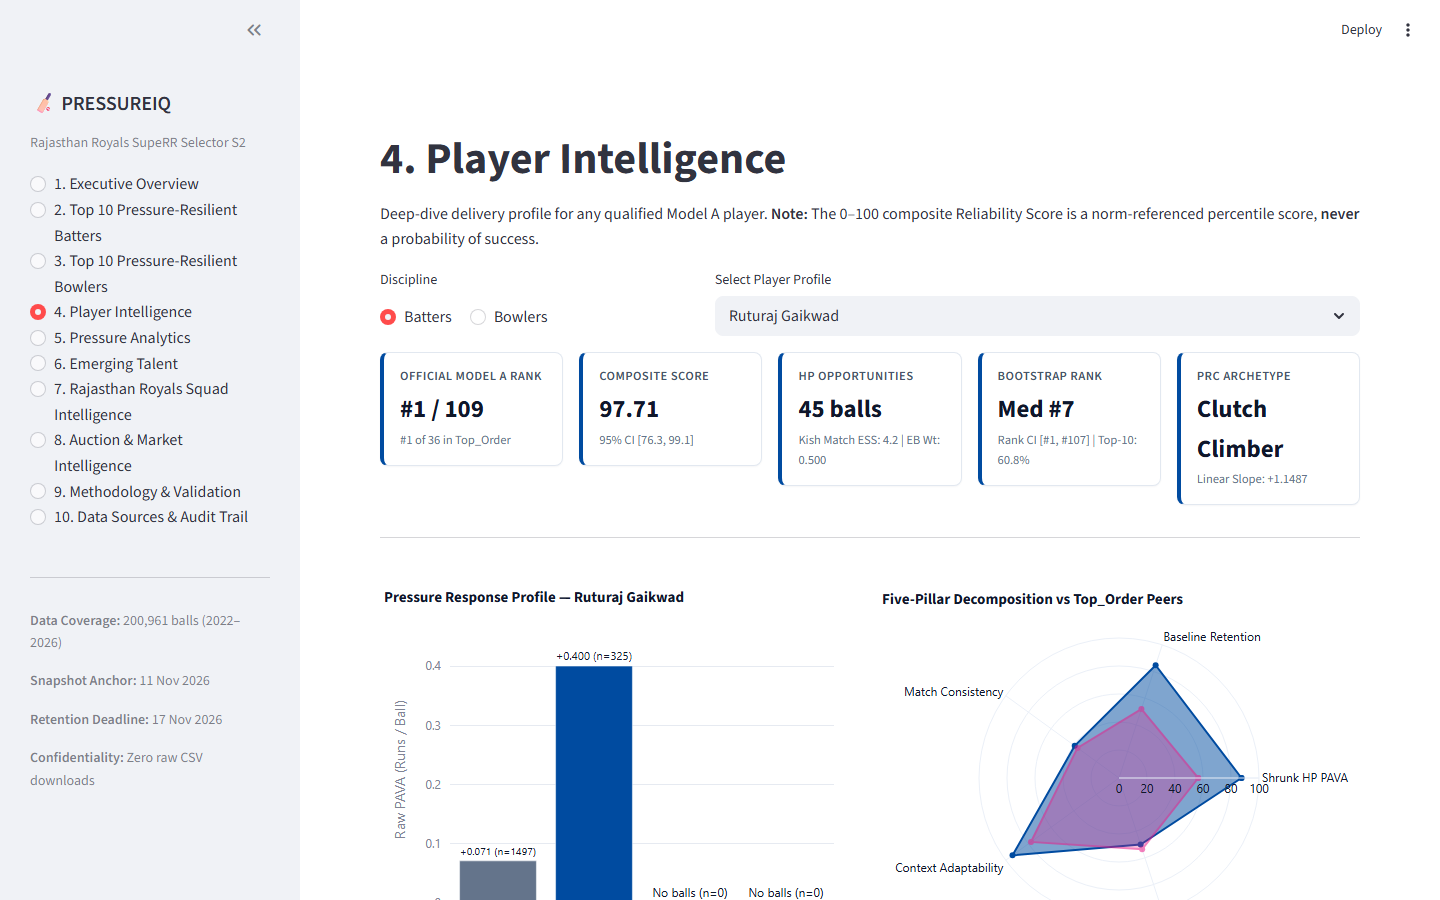 Deploy
PRESSUREIQ
Rajasthan Royals SupeRR Selector S2
1. Executive Overview
2. Top 10 Pressure-Resilient
Batters
3. Top 10 Pressure-Resilient
Bowlers
4. Player Intelligence
5. Pressure Analytics
6. Emerging Talent
7. Rajasthan Royals Squad
Intelligence
8. Auction & Market
Intelligence
9. Methodology & Validation
10. Data Sources & Audit Trail
Data Coverage: 200,961 balls (2022–
2026)
Snapshot Anchor: 11 Nov 2026
Retention Deadline: 17 Nov 2026
Confidentiality: Zero raw CSV
downloads
4. Player Intelligence
Deep-dive delivery profile for any qualified Model A player. Note: The 0–100 composite Reliability Score is a norm-referenced percentile score, never
a probability of success.
Discipline
Batters
Bowlers
Select Player Profile
Ruturaj Gaikwad
OFFICIAL MODEL A RANK
#1 / 109
#1 of 36 in Top_Order
COMPOSITE SCORE
97.71
95% CI [76.3, 99.1]
HP OPPORTUNITIES
45 balls
Kish Match ESS: 4.2 | EB Wt:
0.500
BOOTSTRAP RANK
Med #7
Rank CI [#1, #107] | Top-10:
60.8%
PRC ARCHETYPE
Clutch
Climber
Linear Slope: +1.1487
Pressure Response Profile — Ruturaj Gaikwad
Raw PAVA (Runs / Ball)
0.4
0.3
0.2
0.1
+0.071 (n=1497)
+0.400 (n=325)
No balls (n=0)
No balls (n=0)
Five-Pillar Decomposition vs Top_Order Peers
Baseline Retention
Match Consistency
Shrunk HP PAVA
0 20 40 60 80 100
Context Adaptability